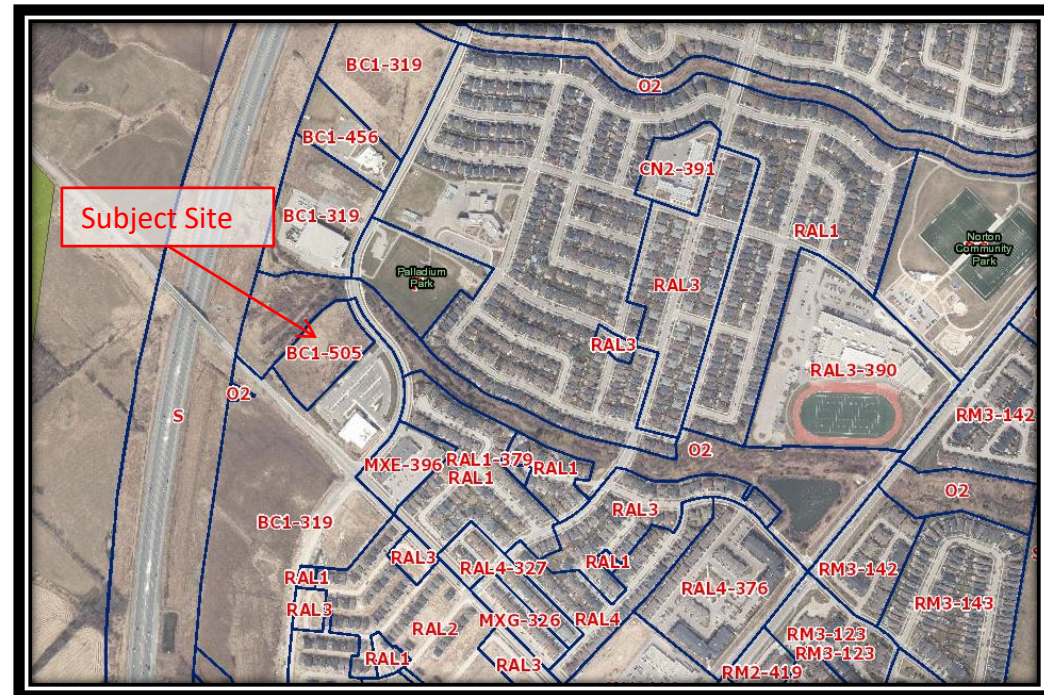 BC1-319
O2
BC1-456
CN2-391
Subject Site
BC1-319
RAL1
Norton
Community
Park
Palladium
Park
RAL3
RAL3
BC1-505
RAL3-390
O2
S
RM3-142
MXE-396
RAL1-379
RAL1
RAL1
O2
O2
BC1-319
RAL3
RAL3
RAL4-327
RAL1
RM3-142
RAL1
RAL4-376
RM3-143
RAL3
MXG-326
RAL4
RAL2
RM3-123
RM3-123
RAL1
RAL3
RM2-419